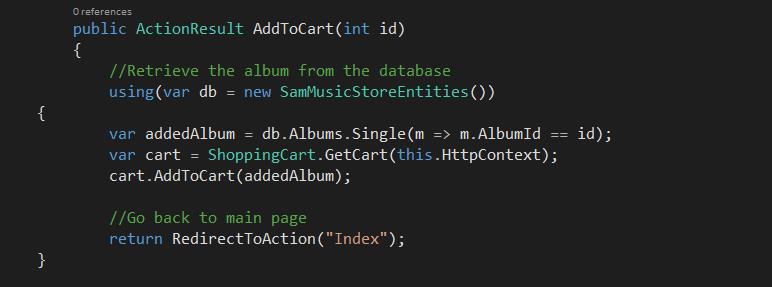 0 references
public ActionResult AddToCart(int id)
{
//Retrieve the album from the database
using(var db = new SamMusicStoreEntities())
{
var addedAlbum = db.Albums.Single(m => m.AlbumId == id);
var cart = ShoppingCart.GetCart(this.HttpContext);
cart.AddToCart(addedAlbum);
//Go back to main page
return RedirectToAction("Index");
}